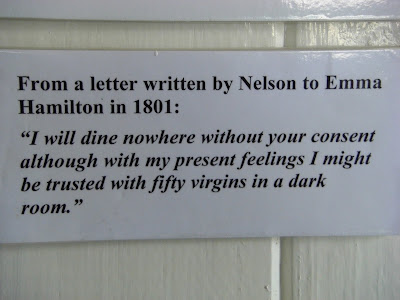 From a letter written by Nelson to Emma
Hamilton in 1801:
“I will dine nowhere without your consent
although with my present feelings I might
be trusted with fifty virgins in a dark
room.”